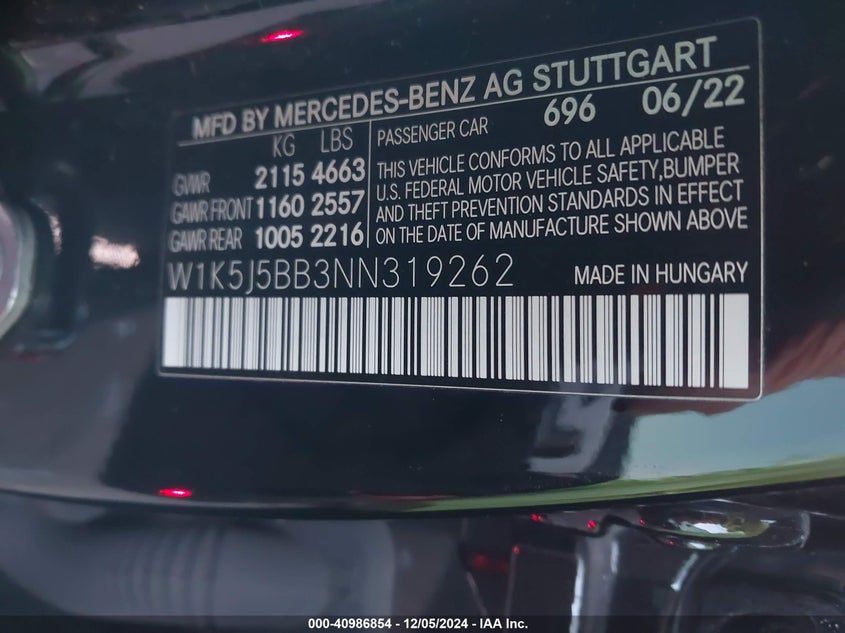 MFD BY MERCEDES-BENZ AG STUTTGART
KG LBS
GVWR 2115 4663
GAWR FRONT 1160 2557
GAWR REAR 1005 2216
PASSENGER CAR 696 06/22
THIS VEHICLE CONFORMS TO ALL APPLICABLE
U.S. FEDERAL MOTOR VEHICLE SAFETY,BUMPER
AND THEFT PREVENTION STANDARDS IN EFFECT
ON THE DATE OF MANUFACTURE SHOWN ABOVE
W1K5J5BB3NN319262 MADE IN HUNGARY
000-40986854 - 12/05/2024 - IAA Inc.